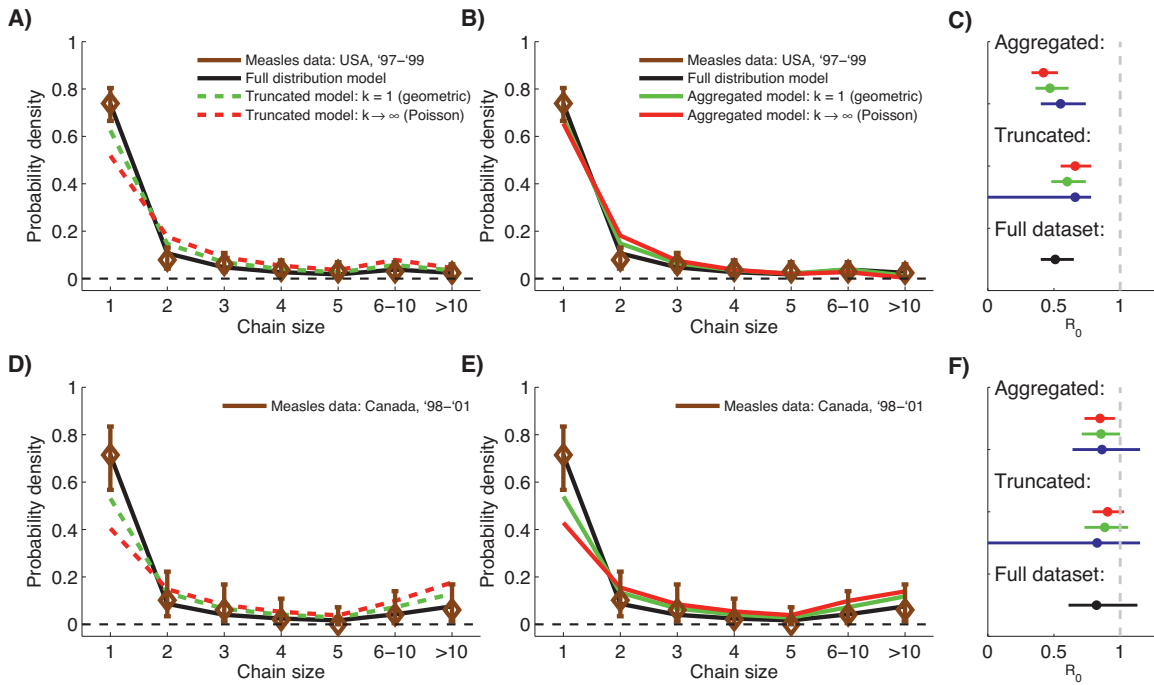 A)
Probability density
1
0.8
0.6
0.4
0.2
0
Measles data: USA, ‘97–‘99
Full distribution model
Truncated model: k = 1 (geometric)
Truncated model: k → ∞ (Poisson)
1 2 3 4 5 6−10 >10
Chain size
B)
Probability density
1
0.8
0.6
0.4
0.2
0
Measles data: USA, ‘97–‘99
Full distribution model
Aggregated model: k = 1 (geometric)
Aggregated model: k → ∞ (Poisson)
1 2 3 4 5 6−10 >10
Chain size
C)
Aggregated:
Truncated:
Full dataset:
0 0.5 1
R0
D)
Probability density
1
0.8
0.6
0.4
0.2
0
Measles data: Canada, ‘98–‘01
1 2 3 4 5 6−10 >10
Chain size
E)
Probability density
1
0.8
0.6
0.4
0.2
0
Measles data: Canada, ‘98–‘01
1 2 3 4 5 6−10 >10
Chain size
F)
Aggregated:
Truncated:
Full dataset:
0 0.5 1
R0